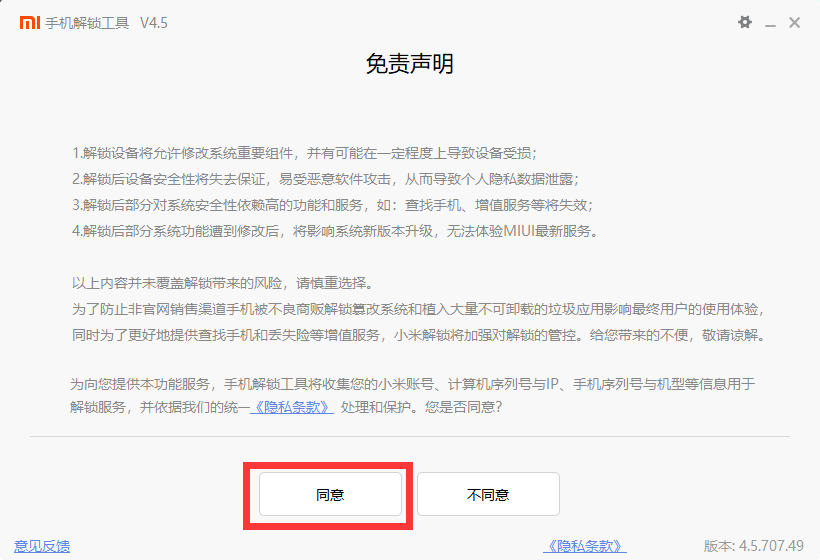 mi 手机解锁工具 V4.5
免责声明
1.解锁设备将允许修改系统重要组件，并有可能在一定程度上导致设备受损；
2.解锁后设备安全性将失去保证，易受恶意软件攻击，从而导致个人隐私数据泄露；
3.解锁后部分对系统安全性依赖高的功能和服务，如：查找手机、增值服务等将失效；
4.解锁后部分系统功能遭到修改后，将影响系统新版本升级，无法体验MIUI最新服务。
以上内容并未覆盖解锁带来的风险，请慎重选择。
为了防止非官网销售渠道手机被不良商贩解锁篡改系统和植入大量不可卸载的垃圾应用影响最终用户的使用体验，
同时为了更好地提供查找手机和丢失险等增值服务，小米解锁将加强对解锁的管控。给您带来的不便，敬请谅解。
为向您提供本功能服务，手机解锁工具将收集您的小米账号、计算机序列号与IP、手机序列号与机型等信息用于
解锁服务，并依据我们的统一《隐私条款》 处理和保护。您是否同意？
同意 不同意
意见反馈 《隐私条款》 版本: 4.5.707.49